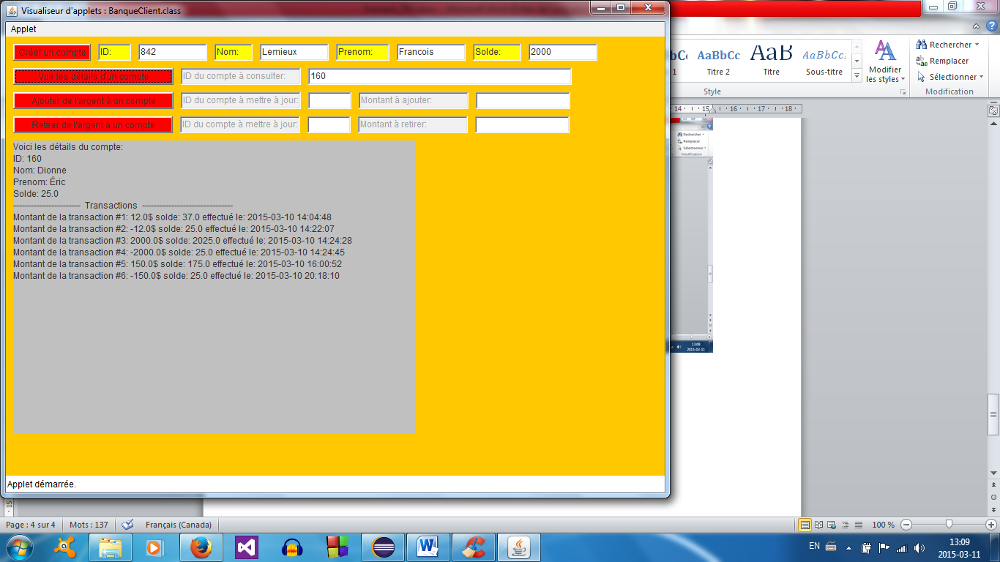 Visualiseur d'applets : BanqueClient.class
Applet
Créer un compte ID: 842 Nom: Lemieux Prenom: Francois Solde: 2000
Voir les détails d'un compte ID du compte à consulter: 160
Ajouter de l'argent à un compte ID du compte à mettre à jour: Montant à ajouter:
Retirer de l'argent à un compte ID du compte à mettre à jour: Montant à retirer:
Voici les détails du compte:
ID: 160
Nom: Dionne
Prenom: Éric
Solde: 25.0
----------------------- Transactions -------------------------------
Montant de la transaction #1: 12.0$ solde: 37.0 effectué le: 2015-03-10 14:04:48
Montant de la transaction #2: -12.0$ solde: 25.0 effectué le: 2015-03-10 14:22:07
Montant de la transaction #3: 2000.0$ solde: 2025.0 effectué le: 2015-03-10 14:24:28
Montant de la transaction #4: -2000.0$ solde: 25.0 effectué le: 2015-03-10 14:24:45
Montant de la transaction #5: 150.0$ solde: 175.0 effectué le: 2015-03-10 16:00:52
Montant de la transaction #6: -150.0$ solde: 25.0 effectué le: 2015-03-10 20:18:10
Applet démarrée.
AaBbCc AaB AaBbCc.
1 Titre 2 Titre Sous-titre
Style
Modifier
les styles
Rechercher
Remplacer
Sélectionner
Modification
14 15 16 17 18
Rechercher
Remplacer
Sélectionner
Modification
13:08
2015-03-11
15
Page : 4 sur 4 Mots : 137 Français (Canada) 100 %
EN 13:09
2015-03-11